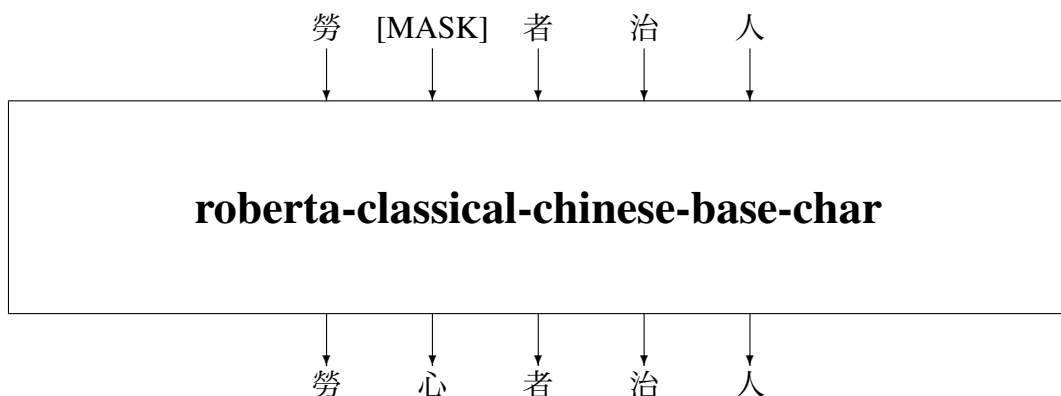 勞 [MASK] 者 治 人
roberta-classical-chinese-base-char
勞 心 者 治 人